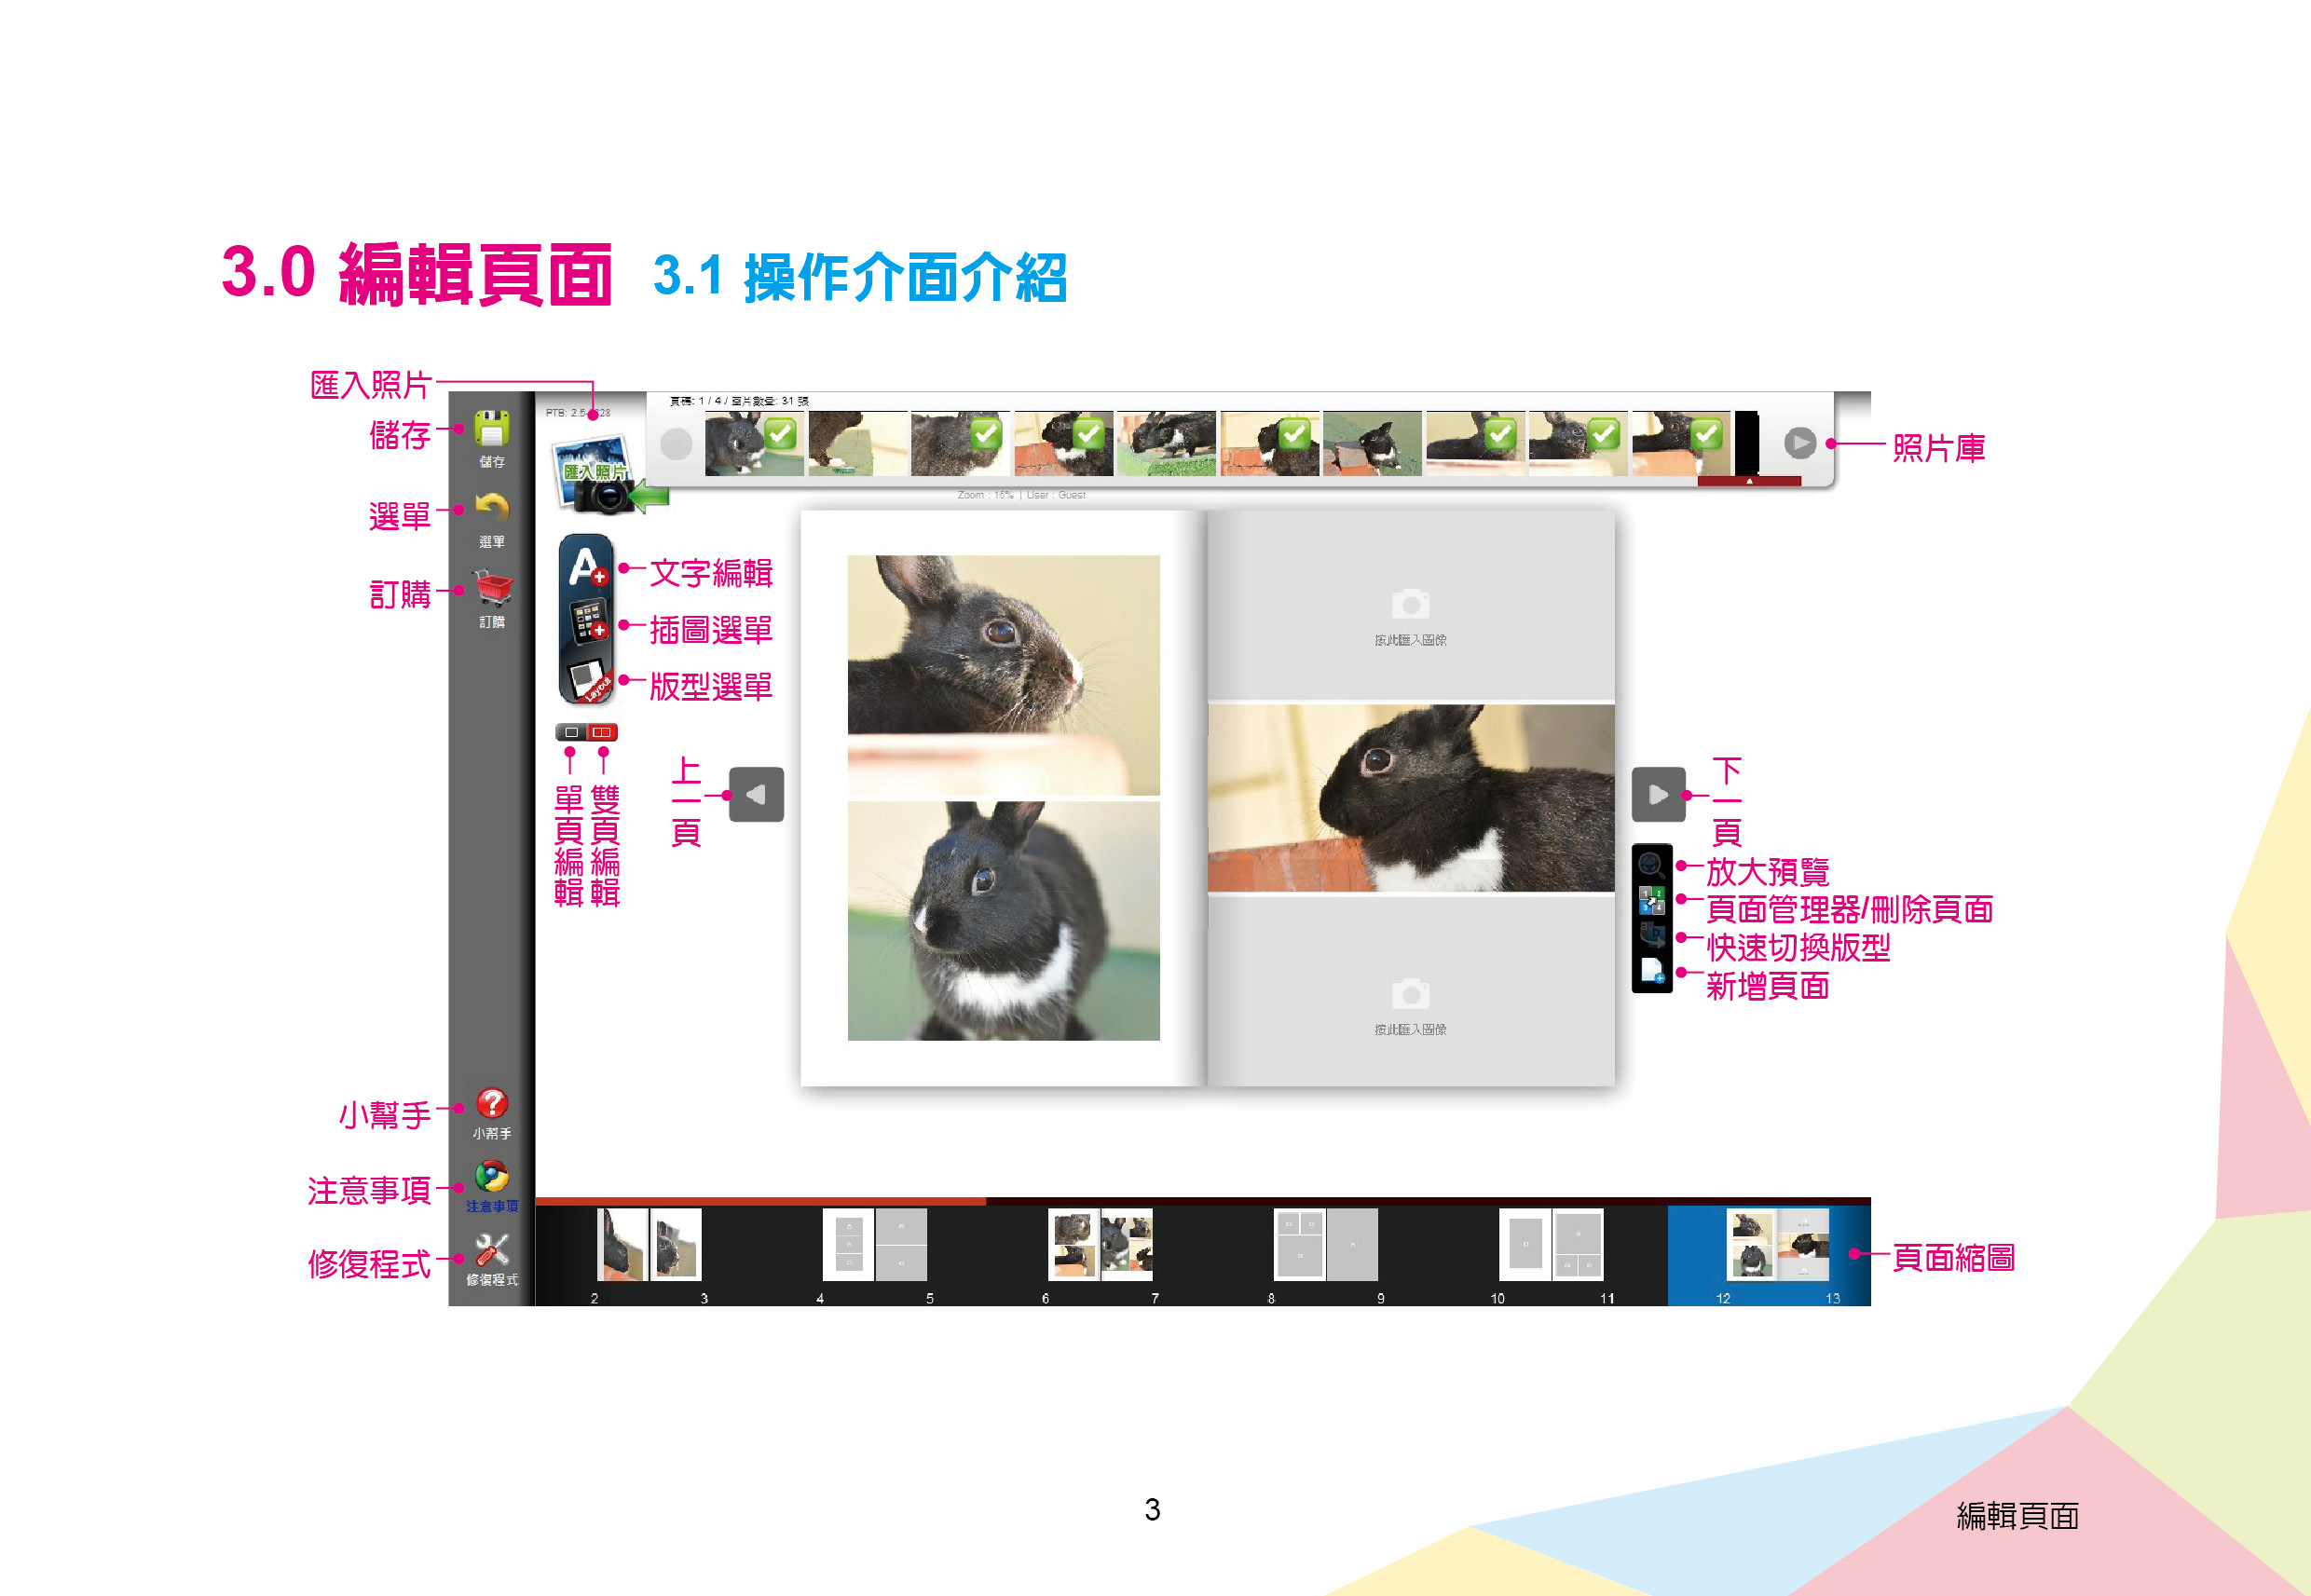 3.0 編輯頁面 3.1 操作介面介紹
匯入照片
儲存
選單
訂購
小幫手
注意事項
修復程式
儲存
選單
訂購
小幫手
注意事項
修復程式
PTB: 2.5
28
匯入照片
頁碼: 1 / 4 / 圖片數量: 31 張
Zoom : 15% | User : Guest
照片庫
文字編輯
插圖選單
版型選單
Layout
單頁編輯
雙頁編輯
上一頁
按此匯入圖像
按此匯入圖像
下一頁
放大預覽
頁面管理器/刪除頁面
快速切換版型
新增頁面
2 3 4 5 6 7 8 9 10 11 12 13
頁面縮圖
3
編輯頁面